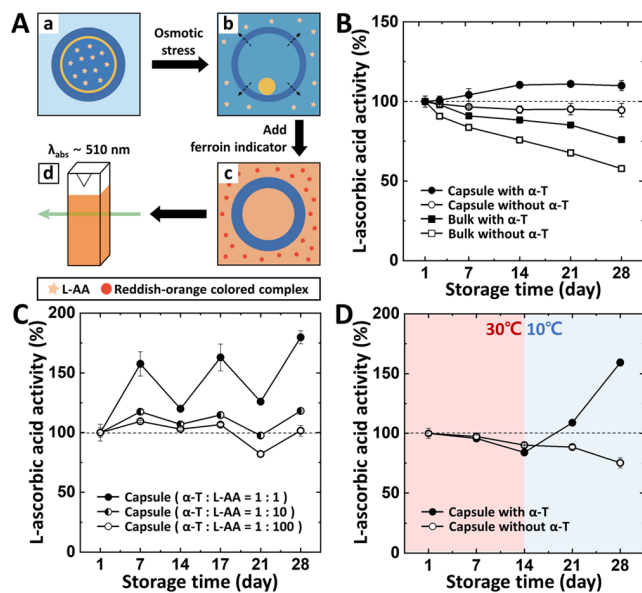 A
a
Osmotic
stress
b
Add
ferroin indicator
λabs ~ 510 nm
d
c
L-AA
Reddish-orange colored complex
B
L-ascorbic acid activity (%)
200
150
100
50
0
Capsule with α-T
Capsule without α-T
Bulk with α-T
Bulk without α-T
1 7 14 21 28
Storage time (day)
C
L-ascorbic acid activity (%)
200
150
100
50
0
Capsule ( α-T : L-AA = 1 : 1 )
Capsule ( α-T : L-AA = 1 : 10 )
Capsule ( α-T : L-AA = 1 : 100 )
1 7 14 17 21 28
Storage time (day)
D
L-ascorbic acid activity (%)
200
150
100
50
0
30℃ 10℃
Capsule with α-T
Capsule without α-T
1 7 14 21 28
Storage time (day)